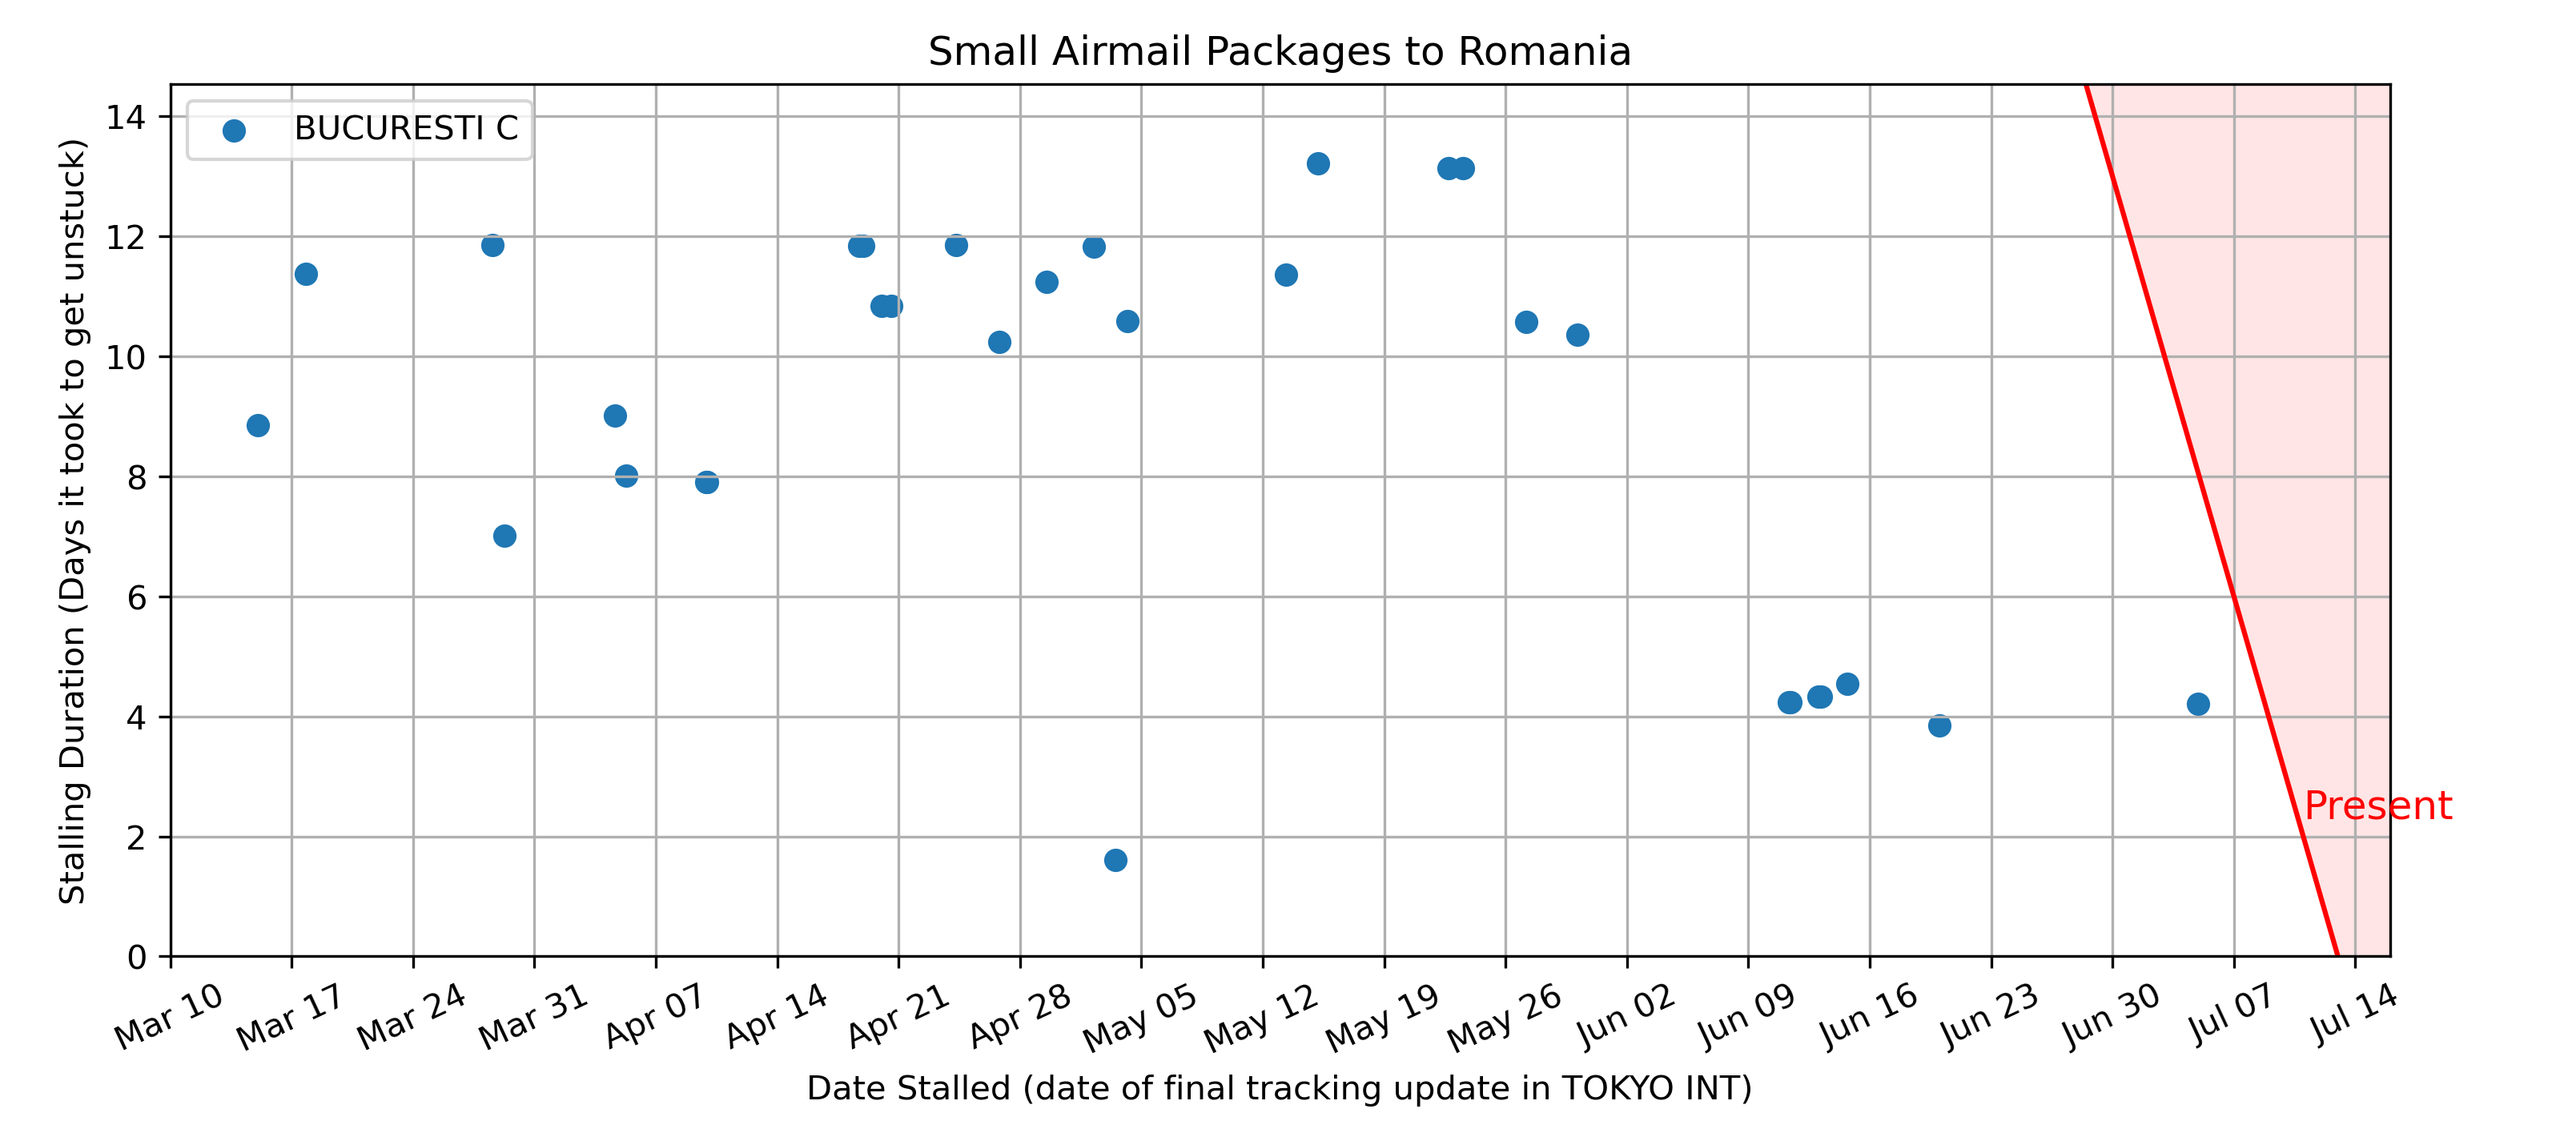 Small Airmail Packages to Romania
BUCURESTI C
Stalling Duration (Days it took to get unstuck)
14
12
10
8
6
4
2
0
Present
Mar 10
Mar 17
Mar 24
Mar 31
Apr 07
Apr 14
Apr 21
Apr 28
May 05
May 12
May 19
May 26
Jun 02
Jun 09
Jun 16
Jun 23
Jun 30
Jul 07
Jul 14
Date Stalled (date of final tracking update in TOKYO INT)